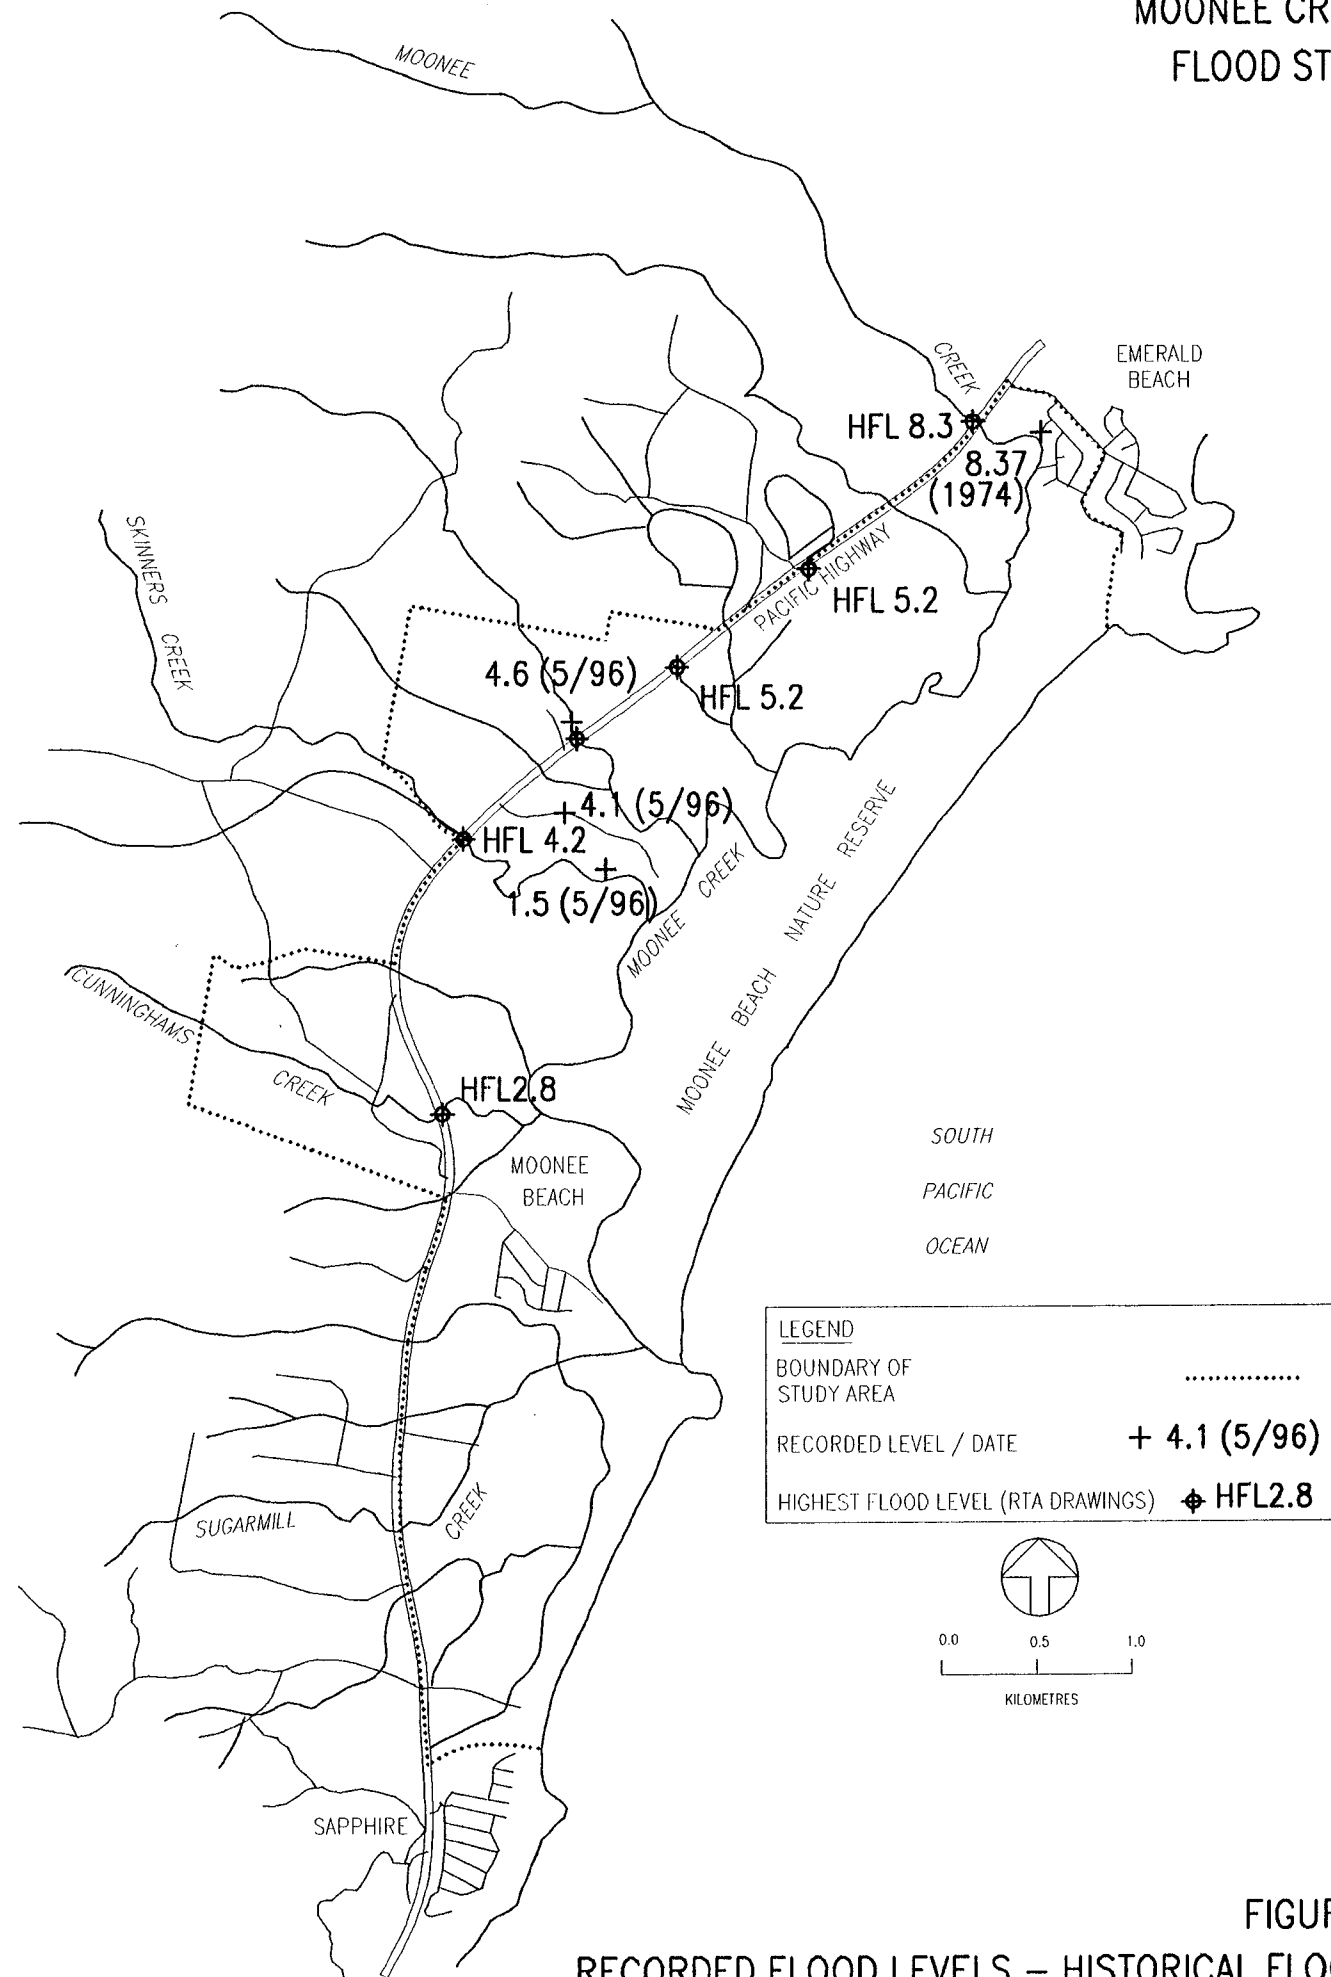 MOONEE CR
FLOOD ST
MOONEE
CREEK
EMERALD
BEACH
HFL 8.3
8.37
(1974)
SKINNERS CREEK
PACIFIC HIGHWAY
HFL 5.2
4.6 (5/96)
HFL 5.2
4.1 (5/96)
HFL 4.2
1.5 (5/96)
MOONEE CREEK
MOONEE BEACH NATURE RESERVE
CUNNINGHAMS
CREEK
HFL2.8
MOONEE
BEACH
SOUTH
PACIFIC
OCEAN
LEGEND
BOUNDARY OF
STUDY AREA
RECORDED LEVEL / DATE + 4.1 (5/96)
HIGHEST FLOOD LEVEL (RTA DRAWINGS) HFL2.8
SUGARMILL
CREEK
0.0 0.5 1.0
KILOMETRES
SAPPHIRE
FIGUR
RECORDED FLOOD LEVELS – HISTORICAL FLOO